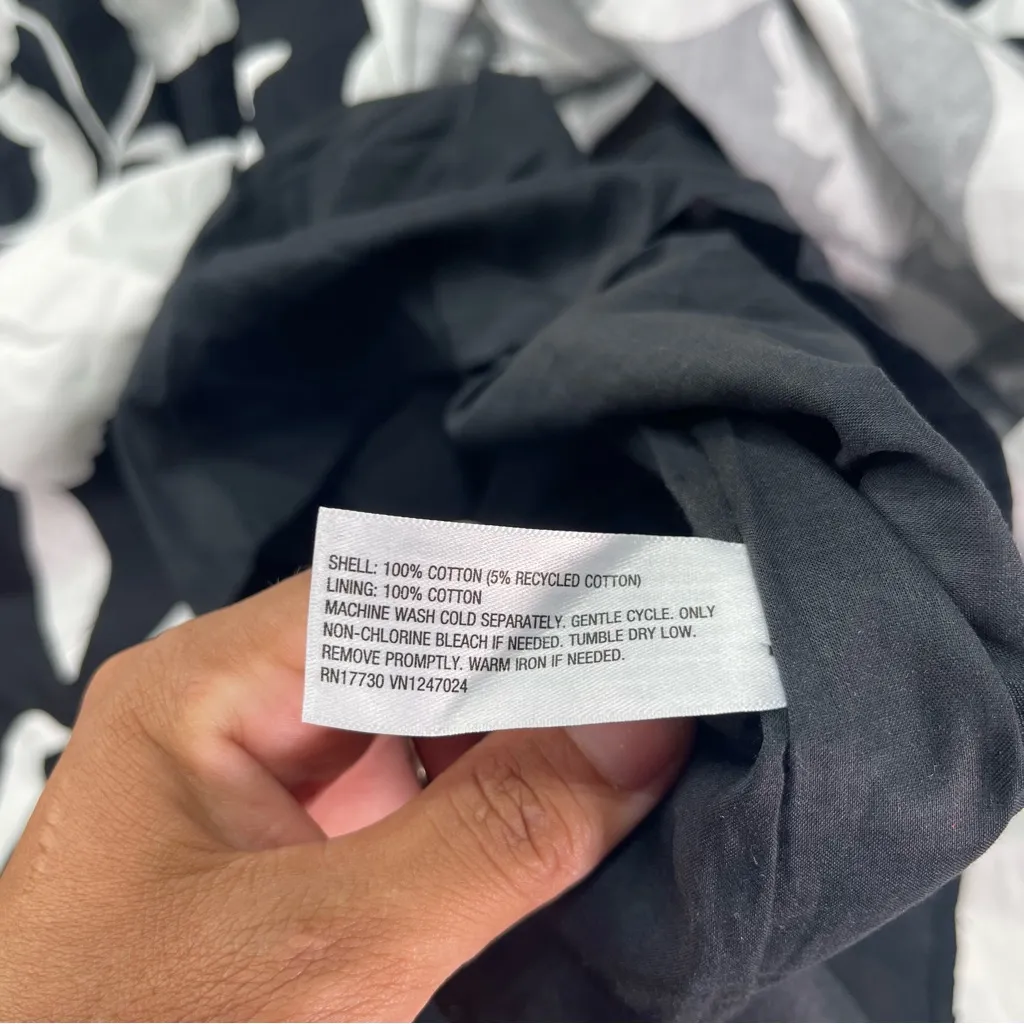 SHELL: 100% COTTON (5% RECYCLED COTTON)
LINING: 100% COTTON
MACHINE WASH COLD SEPARATELY. GENTLE CYCLE. ONLY
NON-CHLORINE BLEACH IF NEEDED. TUMBLE DRY LOW.
REMOVE PROMPTLY. WARM IRON IF NEEDED.
RN17730 VN1247024